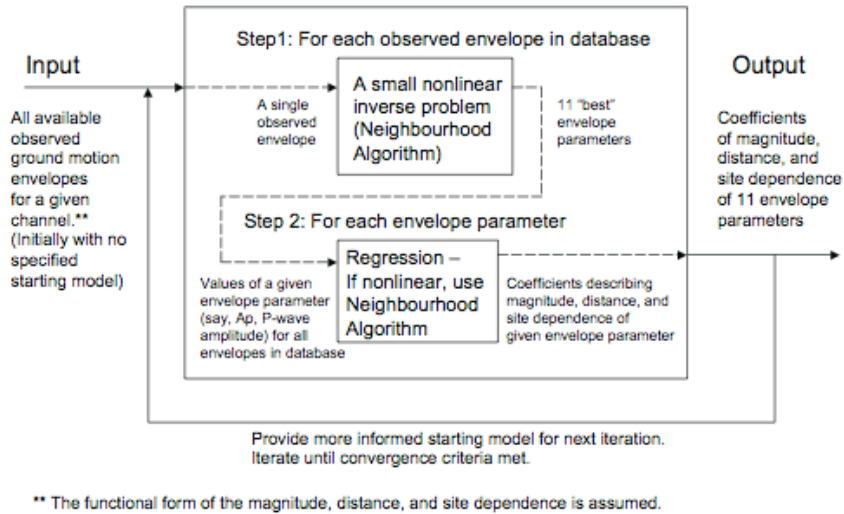 Input
All available
observed
ground motion
envelopes
for a given
channel.**
(Initially with no
specified
starting model)
Step1: For each observed envelope in database
A single
observed
envelope
A small nonlinear
inverse problem
(Neighbourhood
Algorithm)
11 “best”
envelope
parameters
Step 2: For each envelope parameter
Values of a given
envelope parameter
(say, Ap, P-wave
amplitude) for all
envelopes in database
Regression –
If nonlinear, use
Neighbourhood
Algorithm
Coefficients describing
magnitude, distance, and
site dependence of
given envelope parameter
Output
Coefficients
of magnitude,
distance, and
site dependence
of 11 envelope
parameters
Provide more informed starting model for next iteration.
Iterate until convergence criteria met.
** The functional form of the magnitude, distance, and site dependence is assumed.